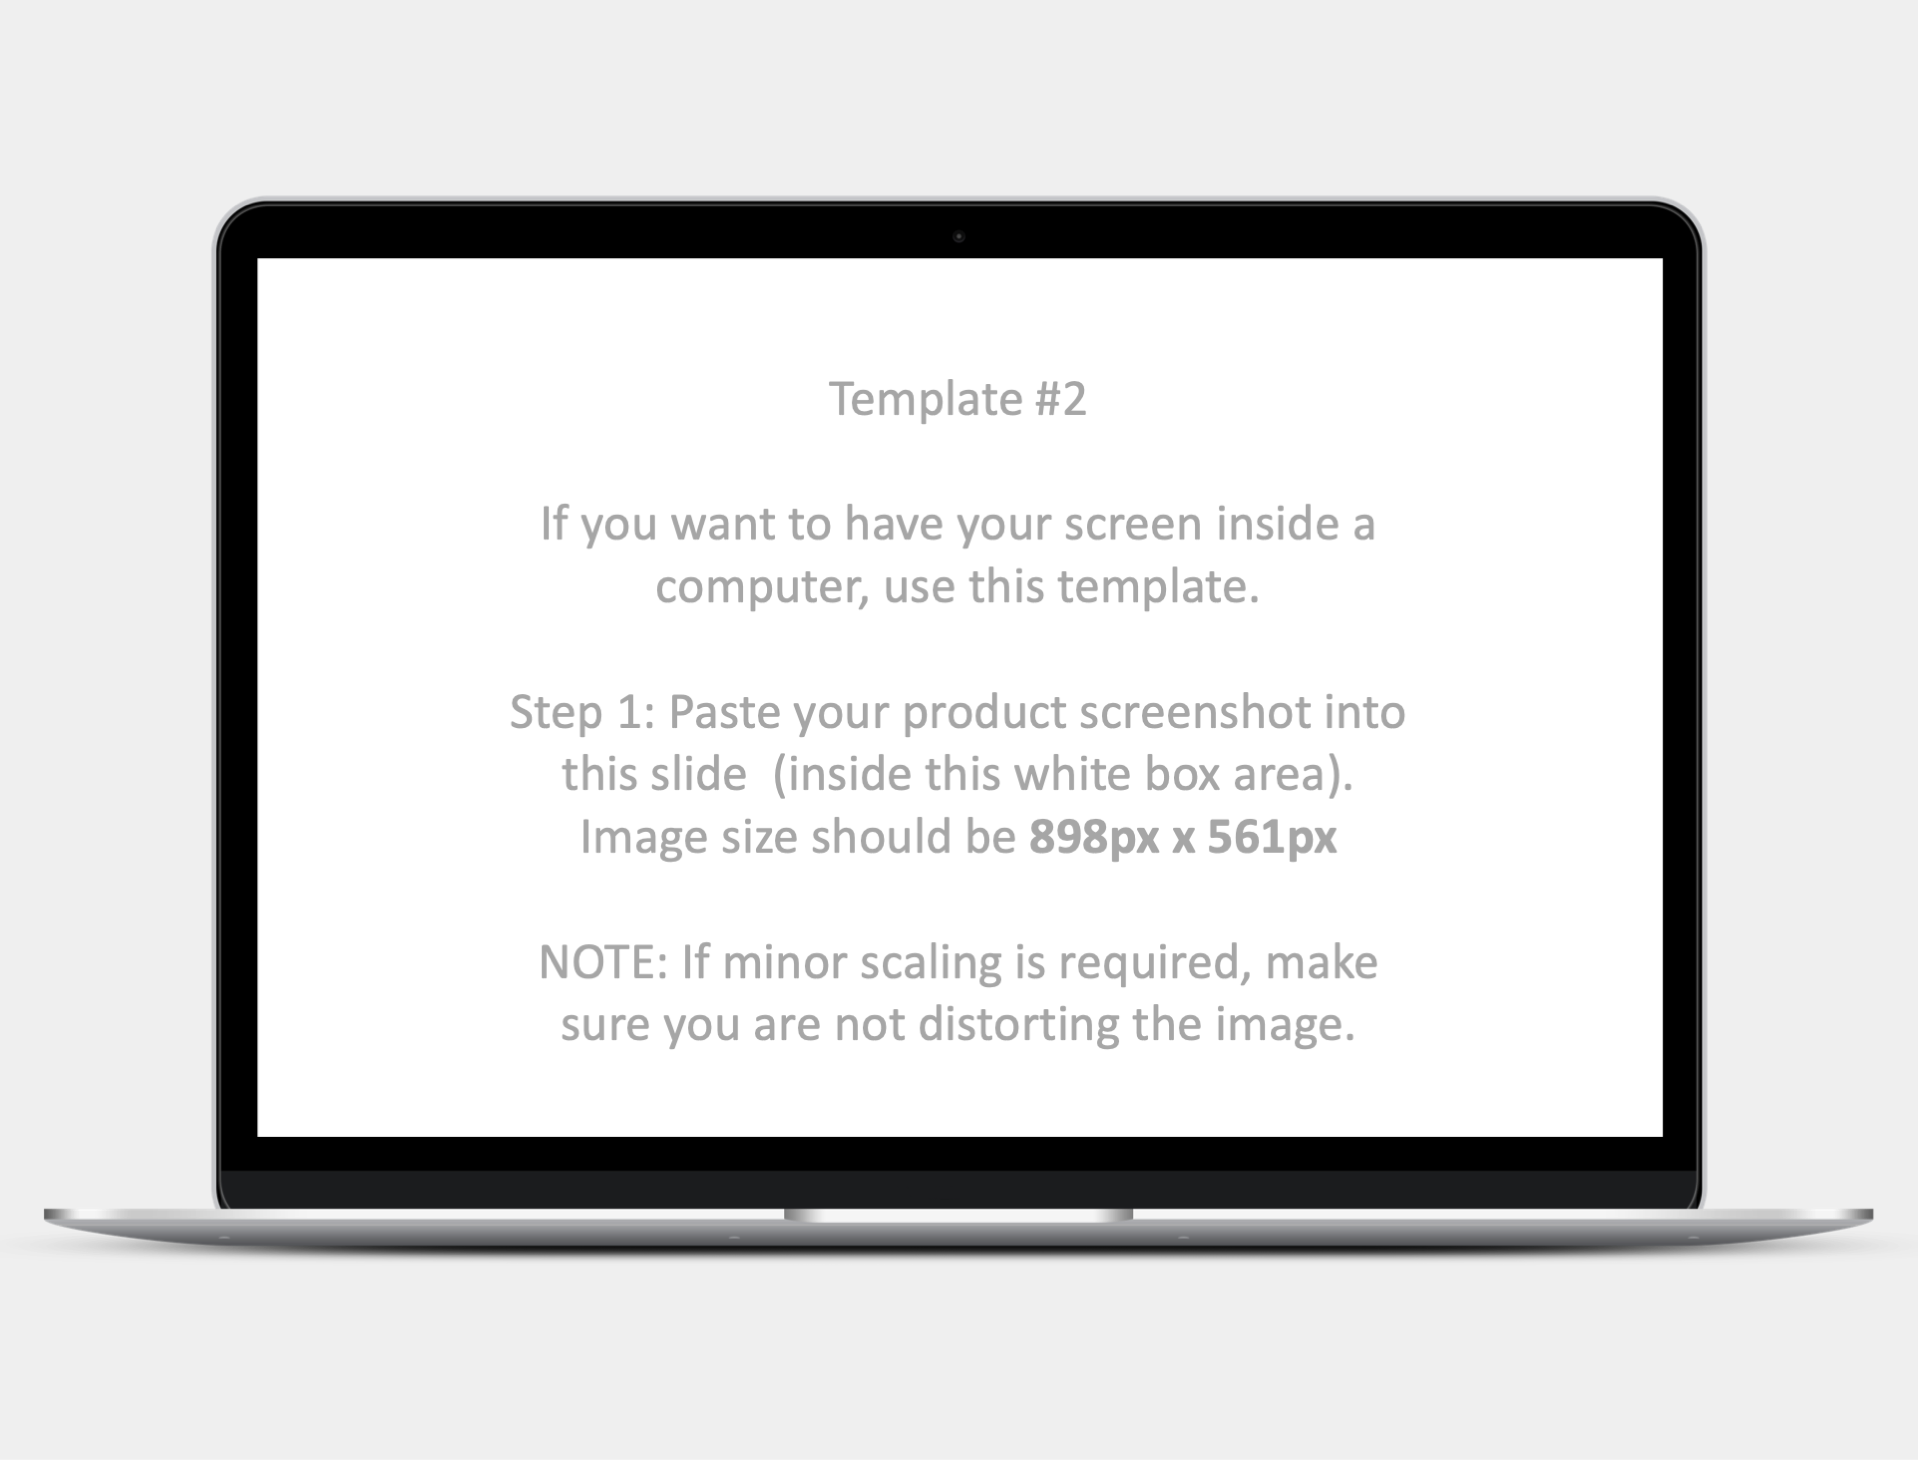 Template #2
If you want to have your screen inside a
computer, use this template.
Step 1: Paste your product screenshot into
this slide  (inside this white box area).
Image size should be 898px x 561px
NOTE: If minor scaling is required, make
sure you are not distorting the image.